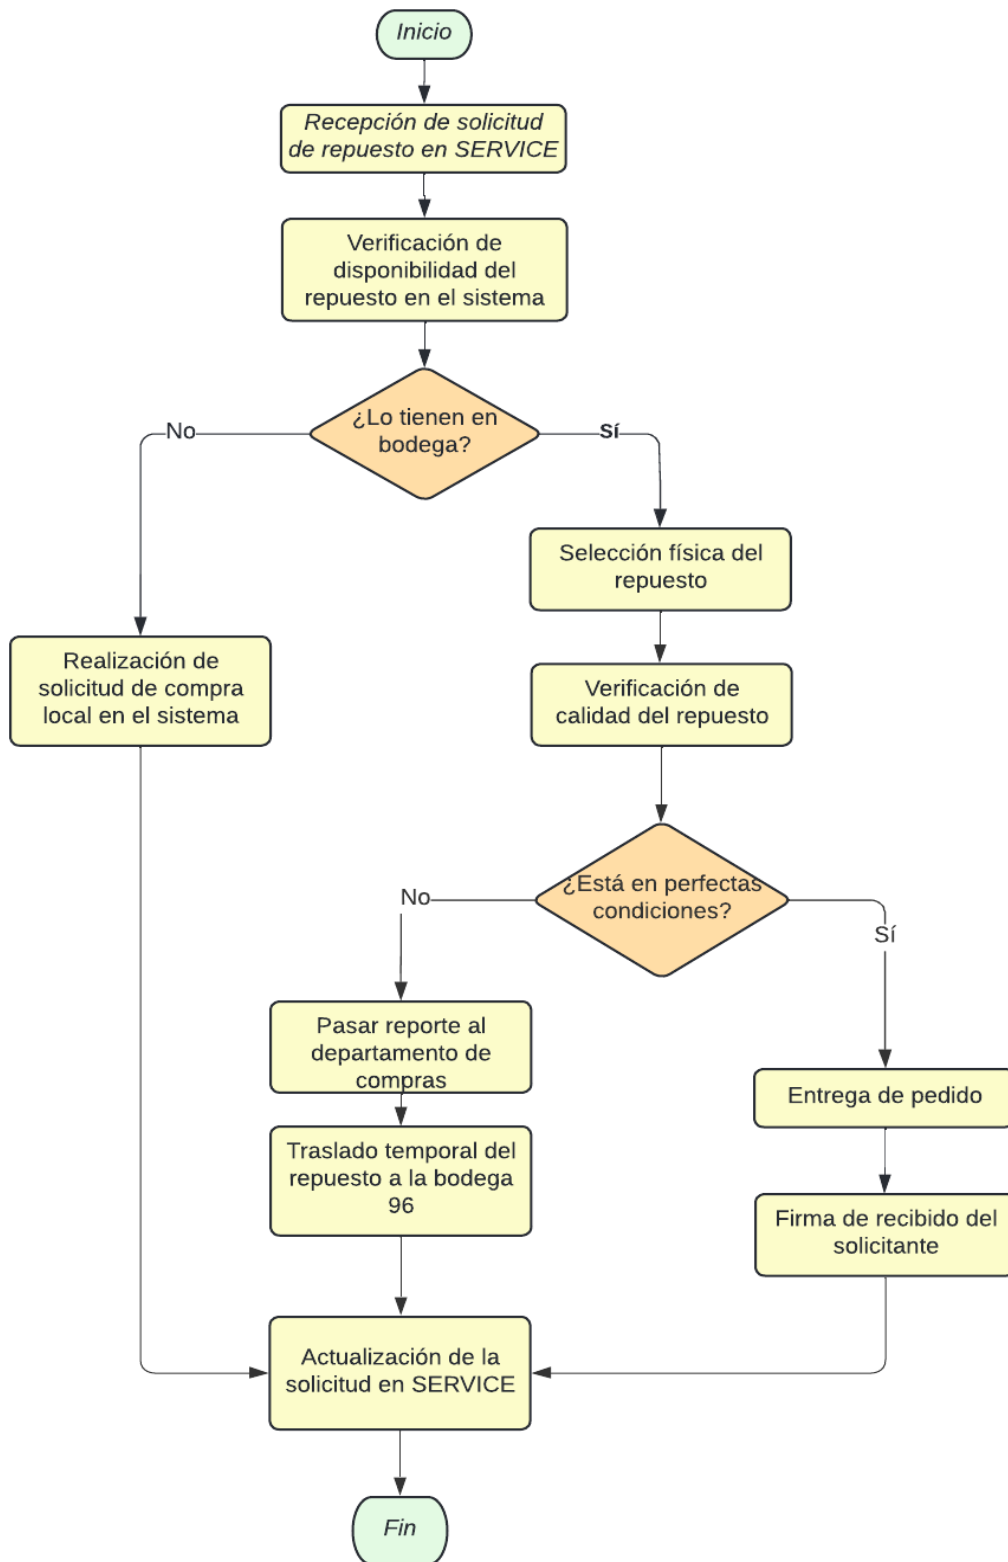 Inicio
Recepción de solicitud
de repuesto en SERVICE
Verificación de
disponibilidad del
repuesto en el sistema
¿Lo tienen en
bodega?
No
Sí
Selección física del
repuesto
Realización de
solicitud de compra
local en el sistema
Verificación de
calidad del repuesto
¿Está en perfectas
condiciones?
No
Sí
Pasar reporte al
departamento de
compras
Entrega de pedido
Traslado temporal del
repuesto a la bodega
96
Firma de recibido del
solicitante
Actualización de la
solicitud en SERVICE
Fin